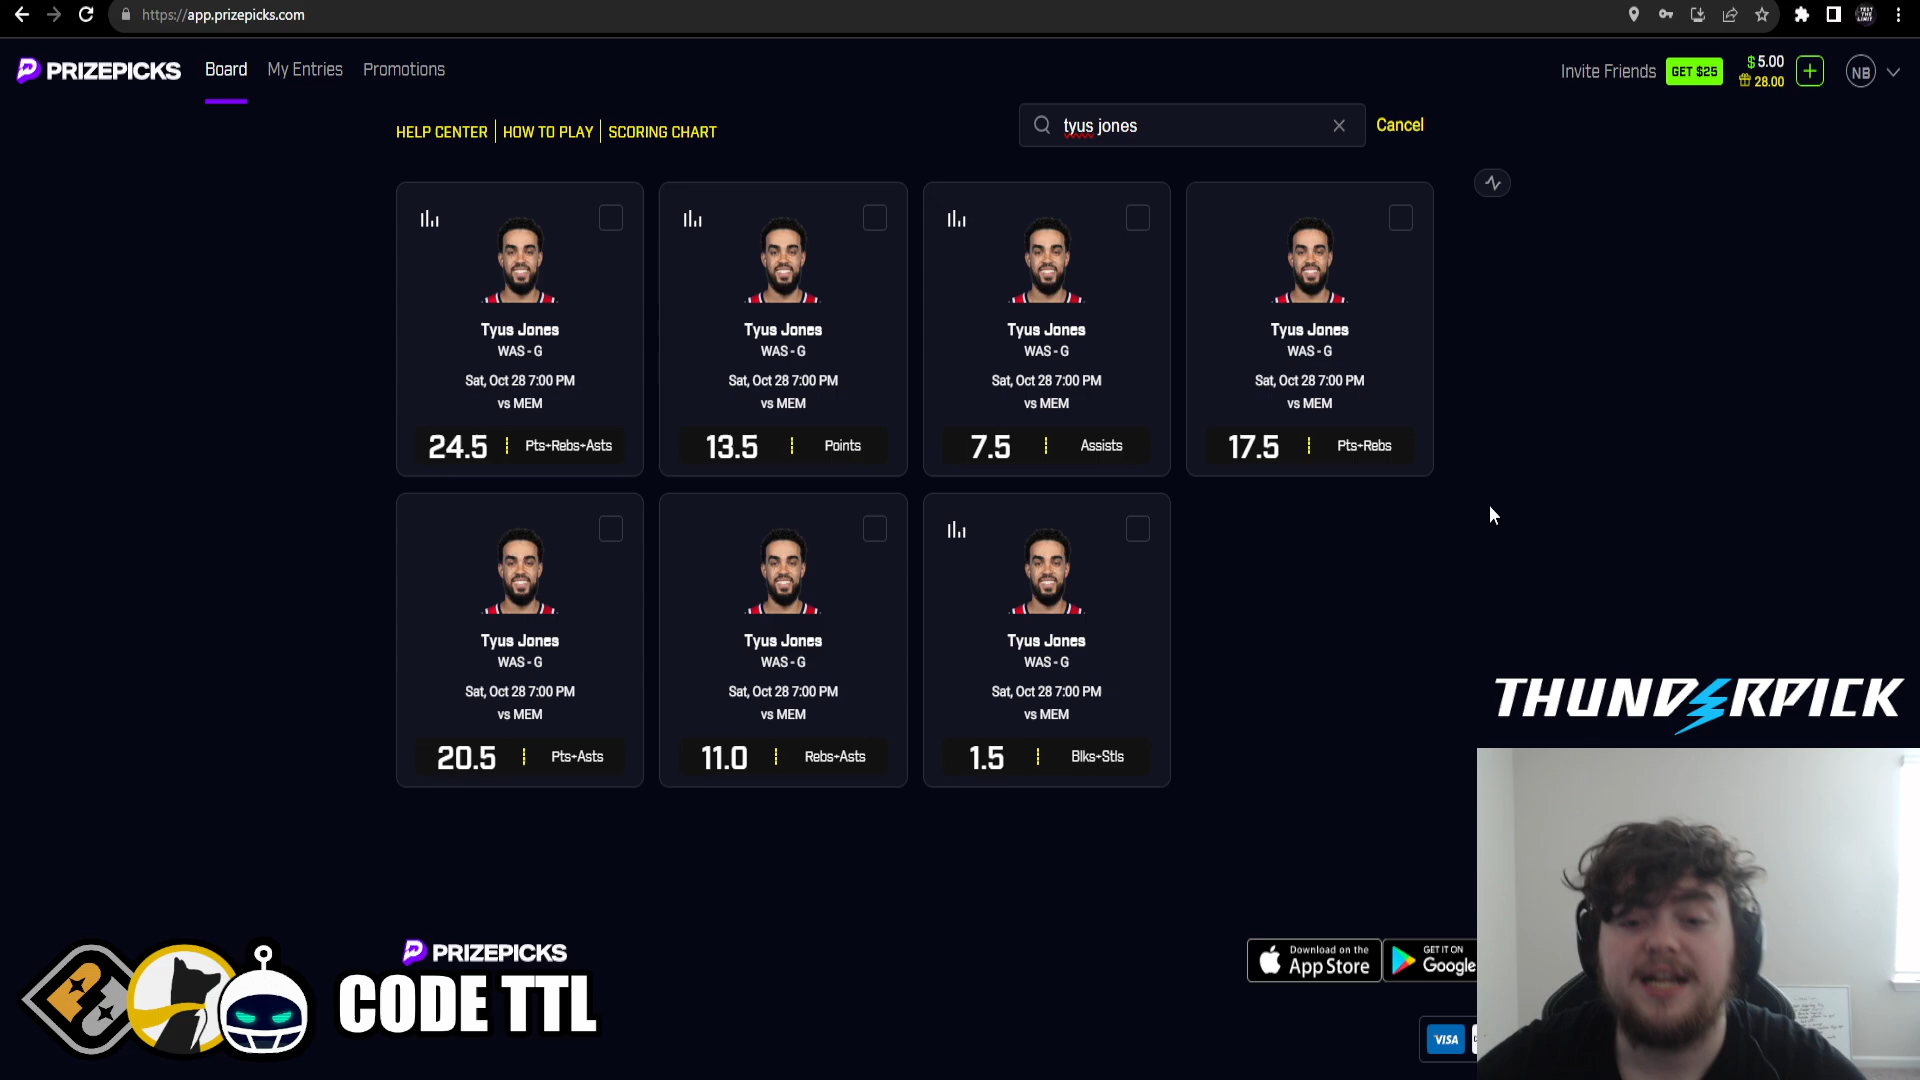 https://app.prizepicks.com
PRIZEPICKS
Board
My Entries
Promotions
Invite Friends
GET $25
$5.00
28.00
NB
HELP CENTER
HOW TO PLAY
SCORING CHART
tyus jones
Cancel
Tyus Jones
WAS - G
Sat, Oct 28 7:00 PM
vs MEM
24.5 Pts+Rebs+Asts
Tyus Jones
WAS - G
Sat, Oct 28 7:00 PM
vs MEM
13.5 Points
Tyus Jones
WAS - G
Sat, Oct 28 7:00 PM
vs MEM
7.5 Assists
Tyus Jones
WAS - G
Sat, Oct 28 7:00 PM
vs MEM
17.5 Pts+Rebs
Tyus Jones
WAS - G
Sat, Oct 28 7:00 PM
vs MEM
20.5 Pts+Asts
Tyus Jones
WAS - G
Sat, Oct 28 7:00 PM
vs MEM
11.0 Rebs+Asts
Tyus Jones
WAS - G
Sat, Oct 28 7:00 PM
vs MEM
1.5 Blks+Stls
THUNDERPICK
PRIZEPICKS
CODE TTL
Download on the
App Store
GET IT ON
Google
VISA